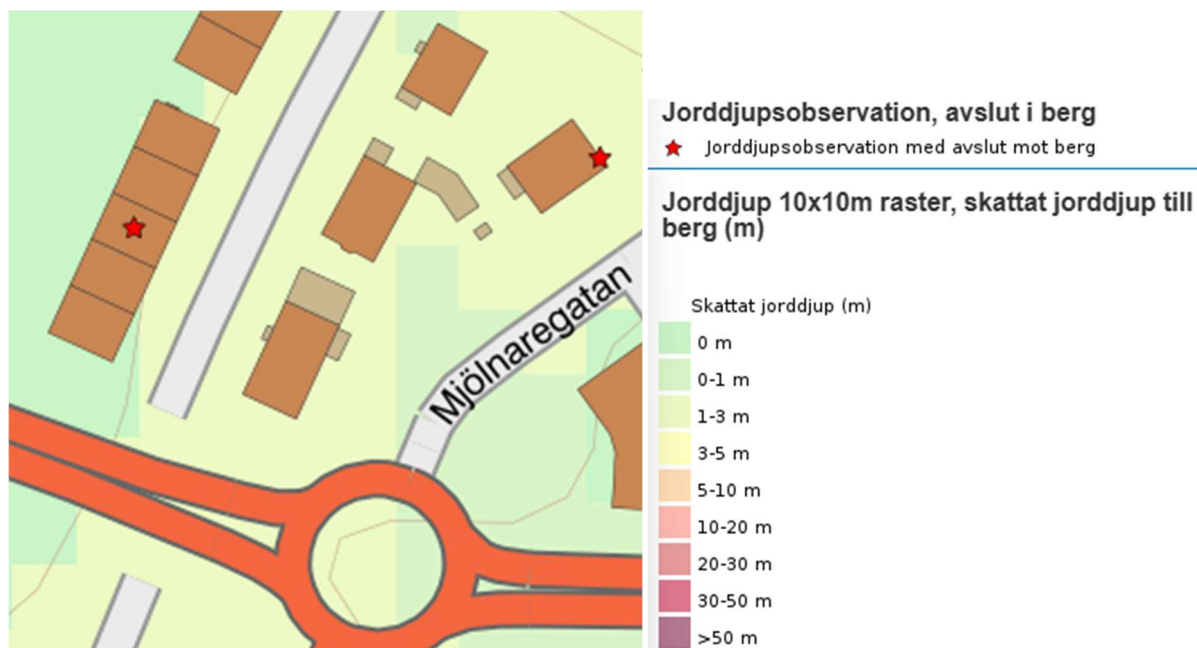 Mjölnaregatan
Jorddjupsobservation, avslut i berg
Jorddjupsobservation med avslut mot berg
Jorddjup 10x10m raster, skattat jorddjup till
berg (m)
Skattat jorddjup (m)
0 m
0-1 m
1-3 m
3-5 m
5-10 m
10-20 m
20-30 m
30-50 m
>50 m